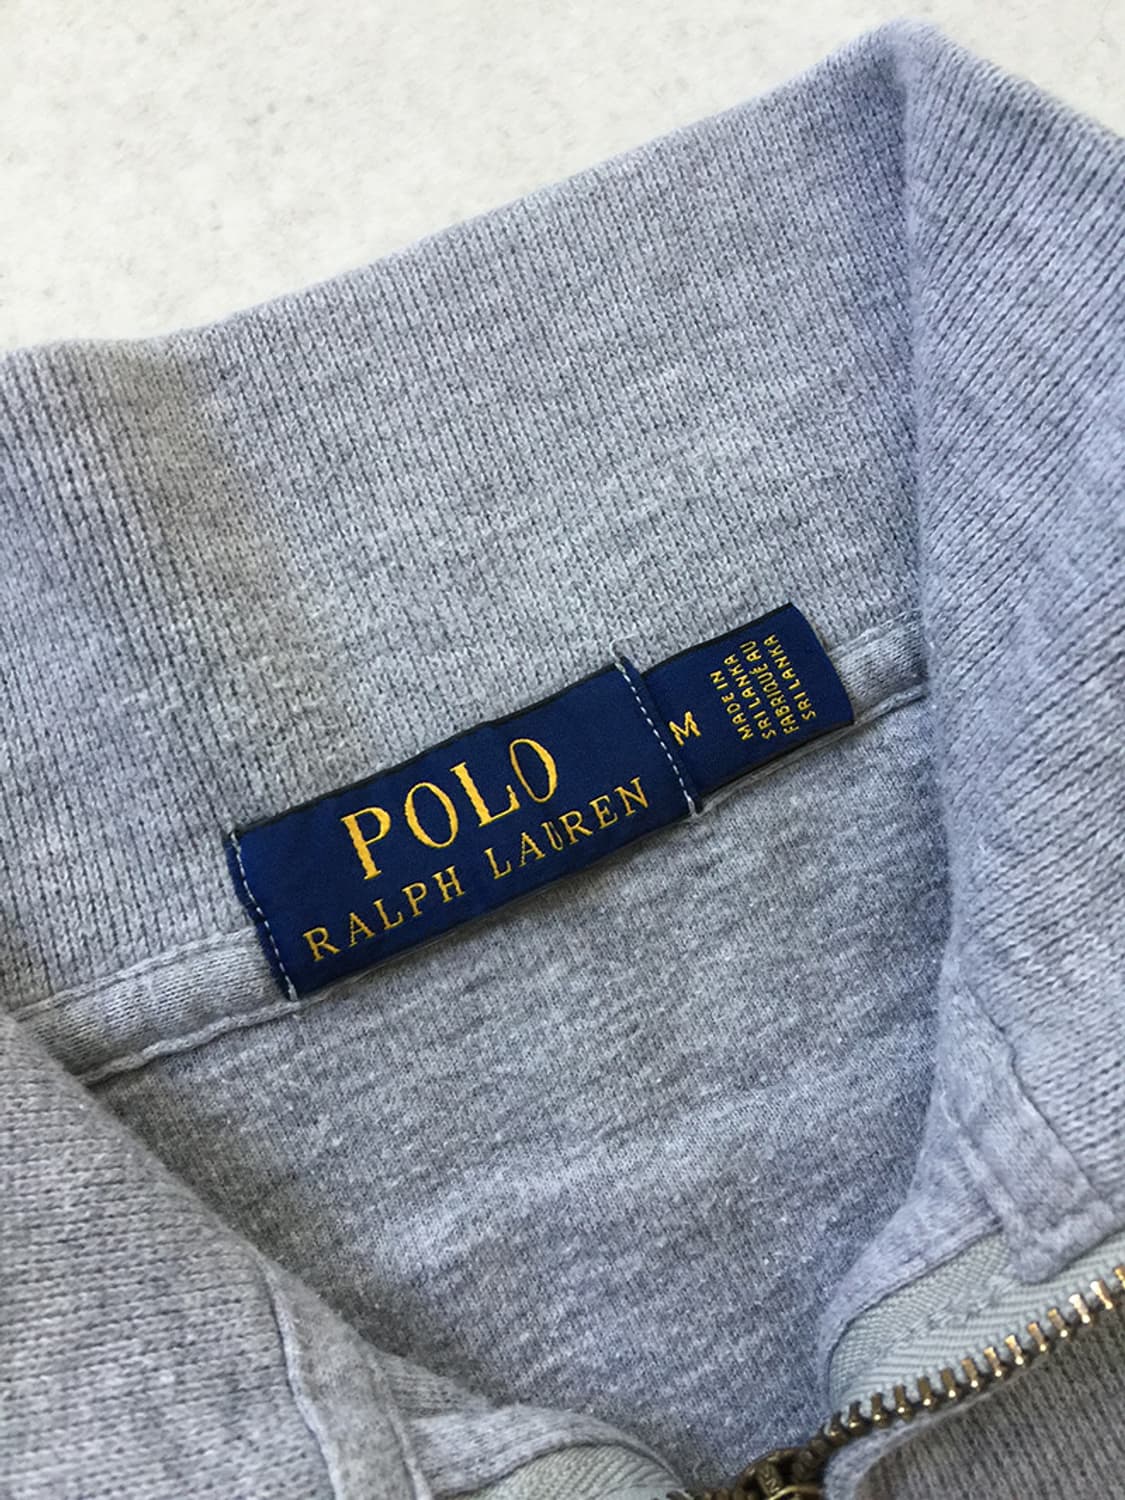 POLO
RALPH LAUREN
M
MADE IN
SRI LANKA
FABRIQUÉ AU
SRI LANKA